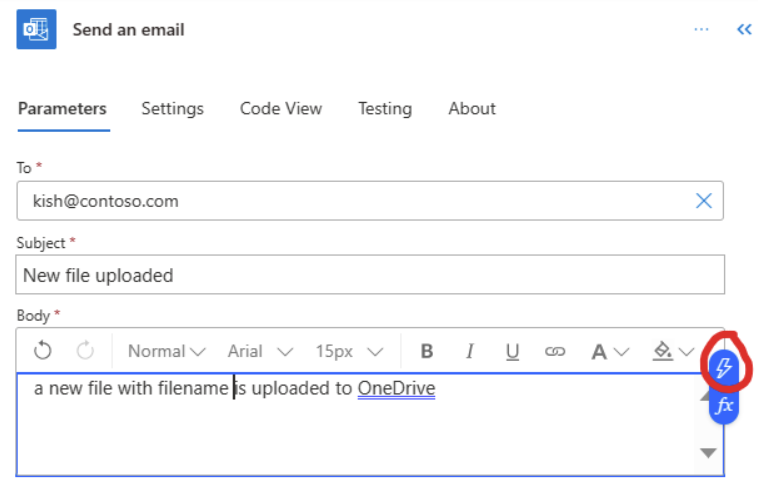 Send an email
Parameters Settings Code View Testing About
To *
kish@contoso.com
Subject *
New file uploaded
Body *
Normal Arial 15px B I U A
a new file with filename is uploaded to OneDrive
fx